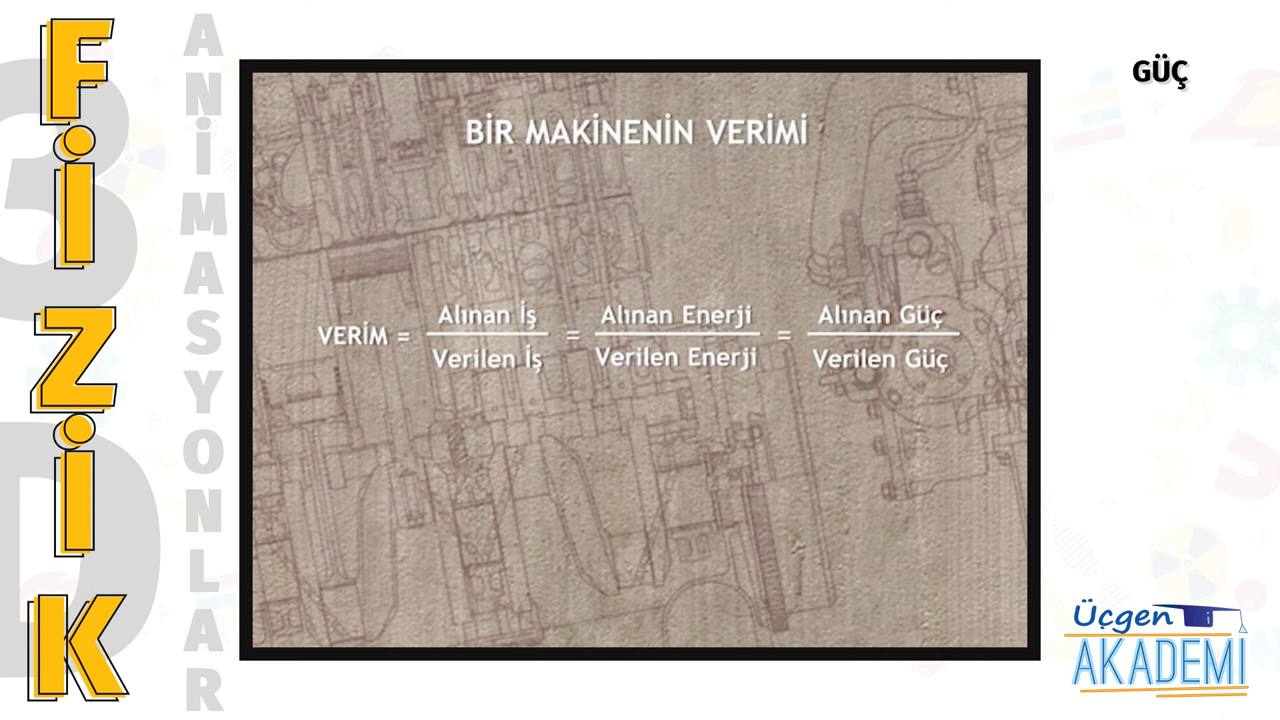 FİZİK
3D
ANİMASYONLAR
GÜÇ
BİR MAKİNENİN VERİMİ
VERİM = Alınan İş / Verilen İş = Alınan Enerji / Verilen Enerji = Alınan Güç / Verilen Güç
Üçgen
AKADEMİ